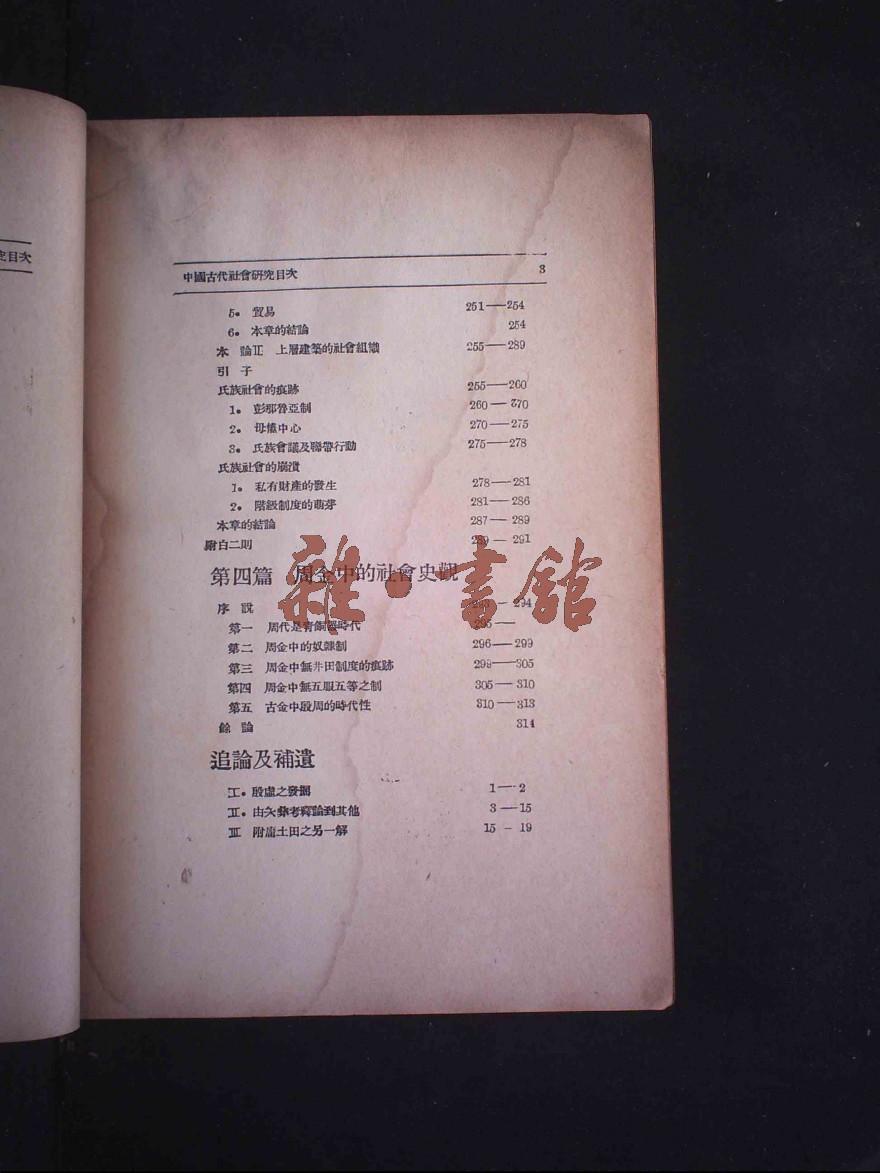 究目次
中國古代社會研究目次 3
5。 貿易 251——254
6。 本章的結論 254
本 論II 上層建築的社會組織 255——289
引 子
氏族社會的痕跡 255——260
1。 彭那魯亞制 260——270
2。 母權中心 270——275
3。 氏族會議及聯帶行動 275——278
氏族社會的崩潰
1。 私有財產的發生 278——281
2。 階級制度的萌芽 281——286
本章的結論 287——289
附白二則 289—291
第四篇 周金中的社會史觀
序 說 294
第一 周代是青銅器時代 295—
第二 周金中的奴隸制 296——299
第三 周金中無井田制度的痕跡 299——305
第四 周金中無五服五等之制 305—310
第五 古金中殷周的時代性 310—313
餘 論 314
追論及補遺
I。殷虛之發掘 1—2
II。由矢彝考釋論到其他 3—15
III 附庸土田之另一解 15-19
雜·書館